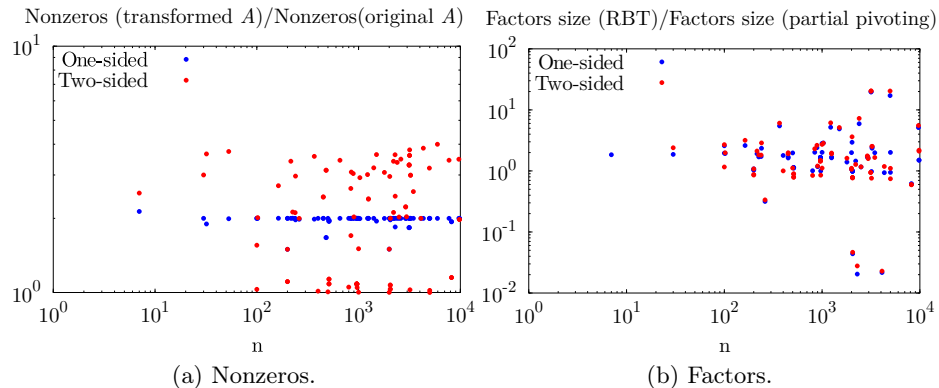 Nonzeros (transformed A)/Nonzeros(original A)
10^1
One-sided
Two-sided
10^0
10^0 10^1 10^2 10^3 10^4
n
(a) Nonzeros.
Factors size (RBT)/Factors size (partial pivoting)
10^2
One-sided
Two-sided
10^1
10^0
10^-1
10^-2
10^0 10^1 10^2 10^3 10^4
n
(b) Factors.